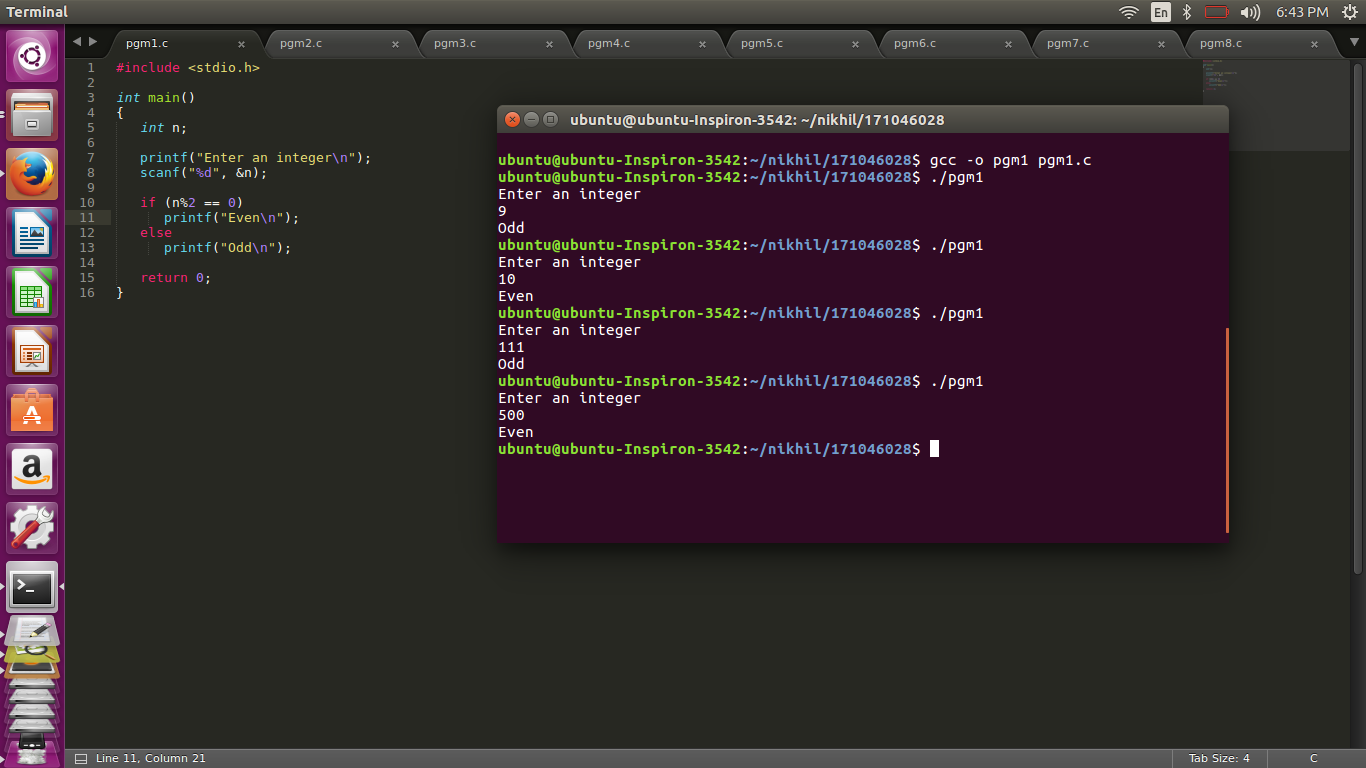 Terminal
En
6:43 PM
pgm1.c × pgm2.c × pgm3.c × pgm4.c × pgm5.c × pgm6.c × pgm7.c × pgm8.c ×
1 #include <stdio.h>
2
3 int main()
4 {
5 int n;
6
7 printf("Enter an integer\n");
8 scanf("%d", &n);
9
10 if (n%2 == 0)
11 printf("Even\n");
12 else
13 printf("Odd\n");
14
15 return 0;
16 }
ubuntu@ubuntu-Inspiron-3542: ~/nikhil/171046028
ubuntu@ubuntu-Inspiron-3542:~/nikhil/171046028$ gcc -o pgm1 pgm1.c
ubuntu@ubuntu-Inspiron-3542:~/nikhil/171046028$ ./pgm1
Enter an integer
9
Odd
ubuntu@ubuntu-Inspiron-3542:~/nikhil/171046028$ ./pgm1
Enter an integer
10
Even
ubuntu@ubuntu-Inspiron-3542:~/nikhil/171046028$ ./pgm1
Enter an integer
111
Odd
ubuntu@ubuntu-Inspiron-3542:~/nikhil/171046028$ ./pgm1
Enter an integer
500
Even
ubuntu@ubuntu-Inspiron-3542:~/nikhil/171046028$
Line 11, Column 21
Tab Size: 4
C